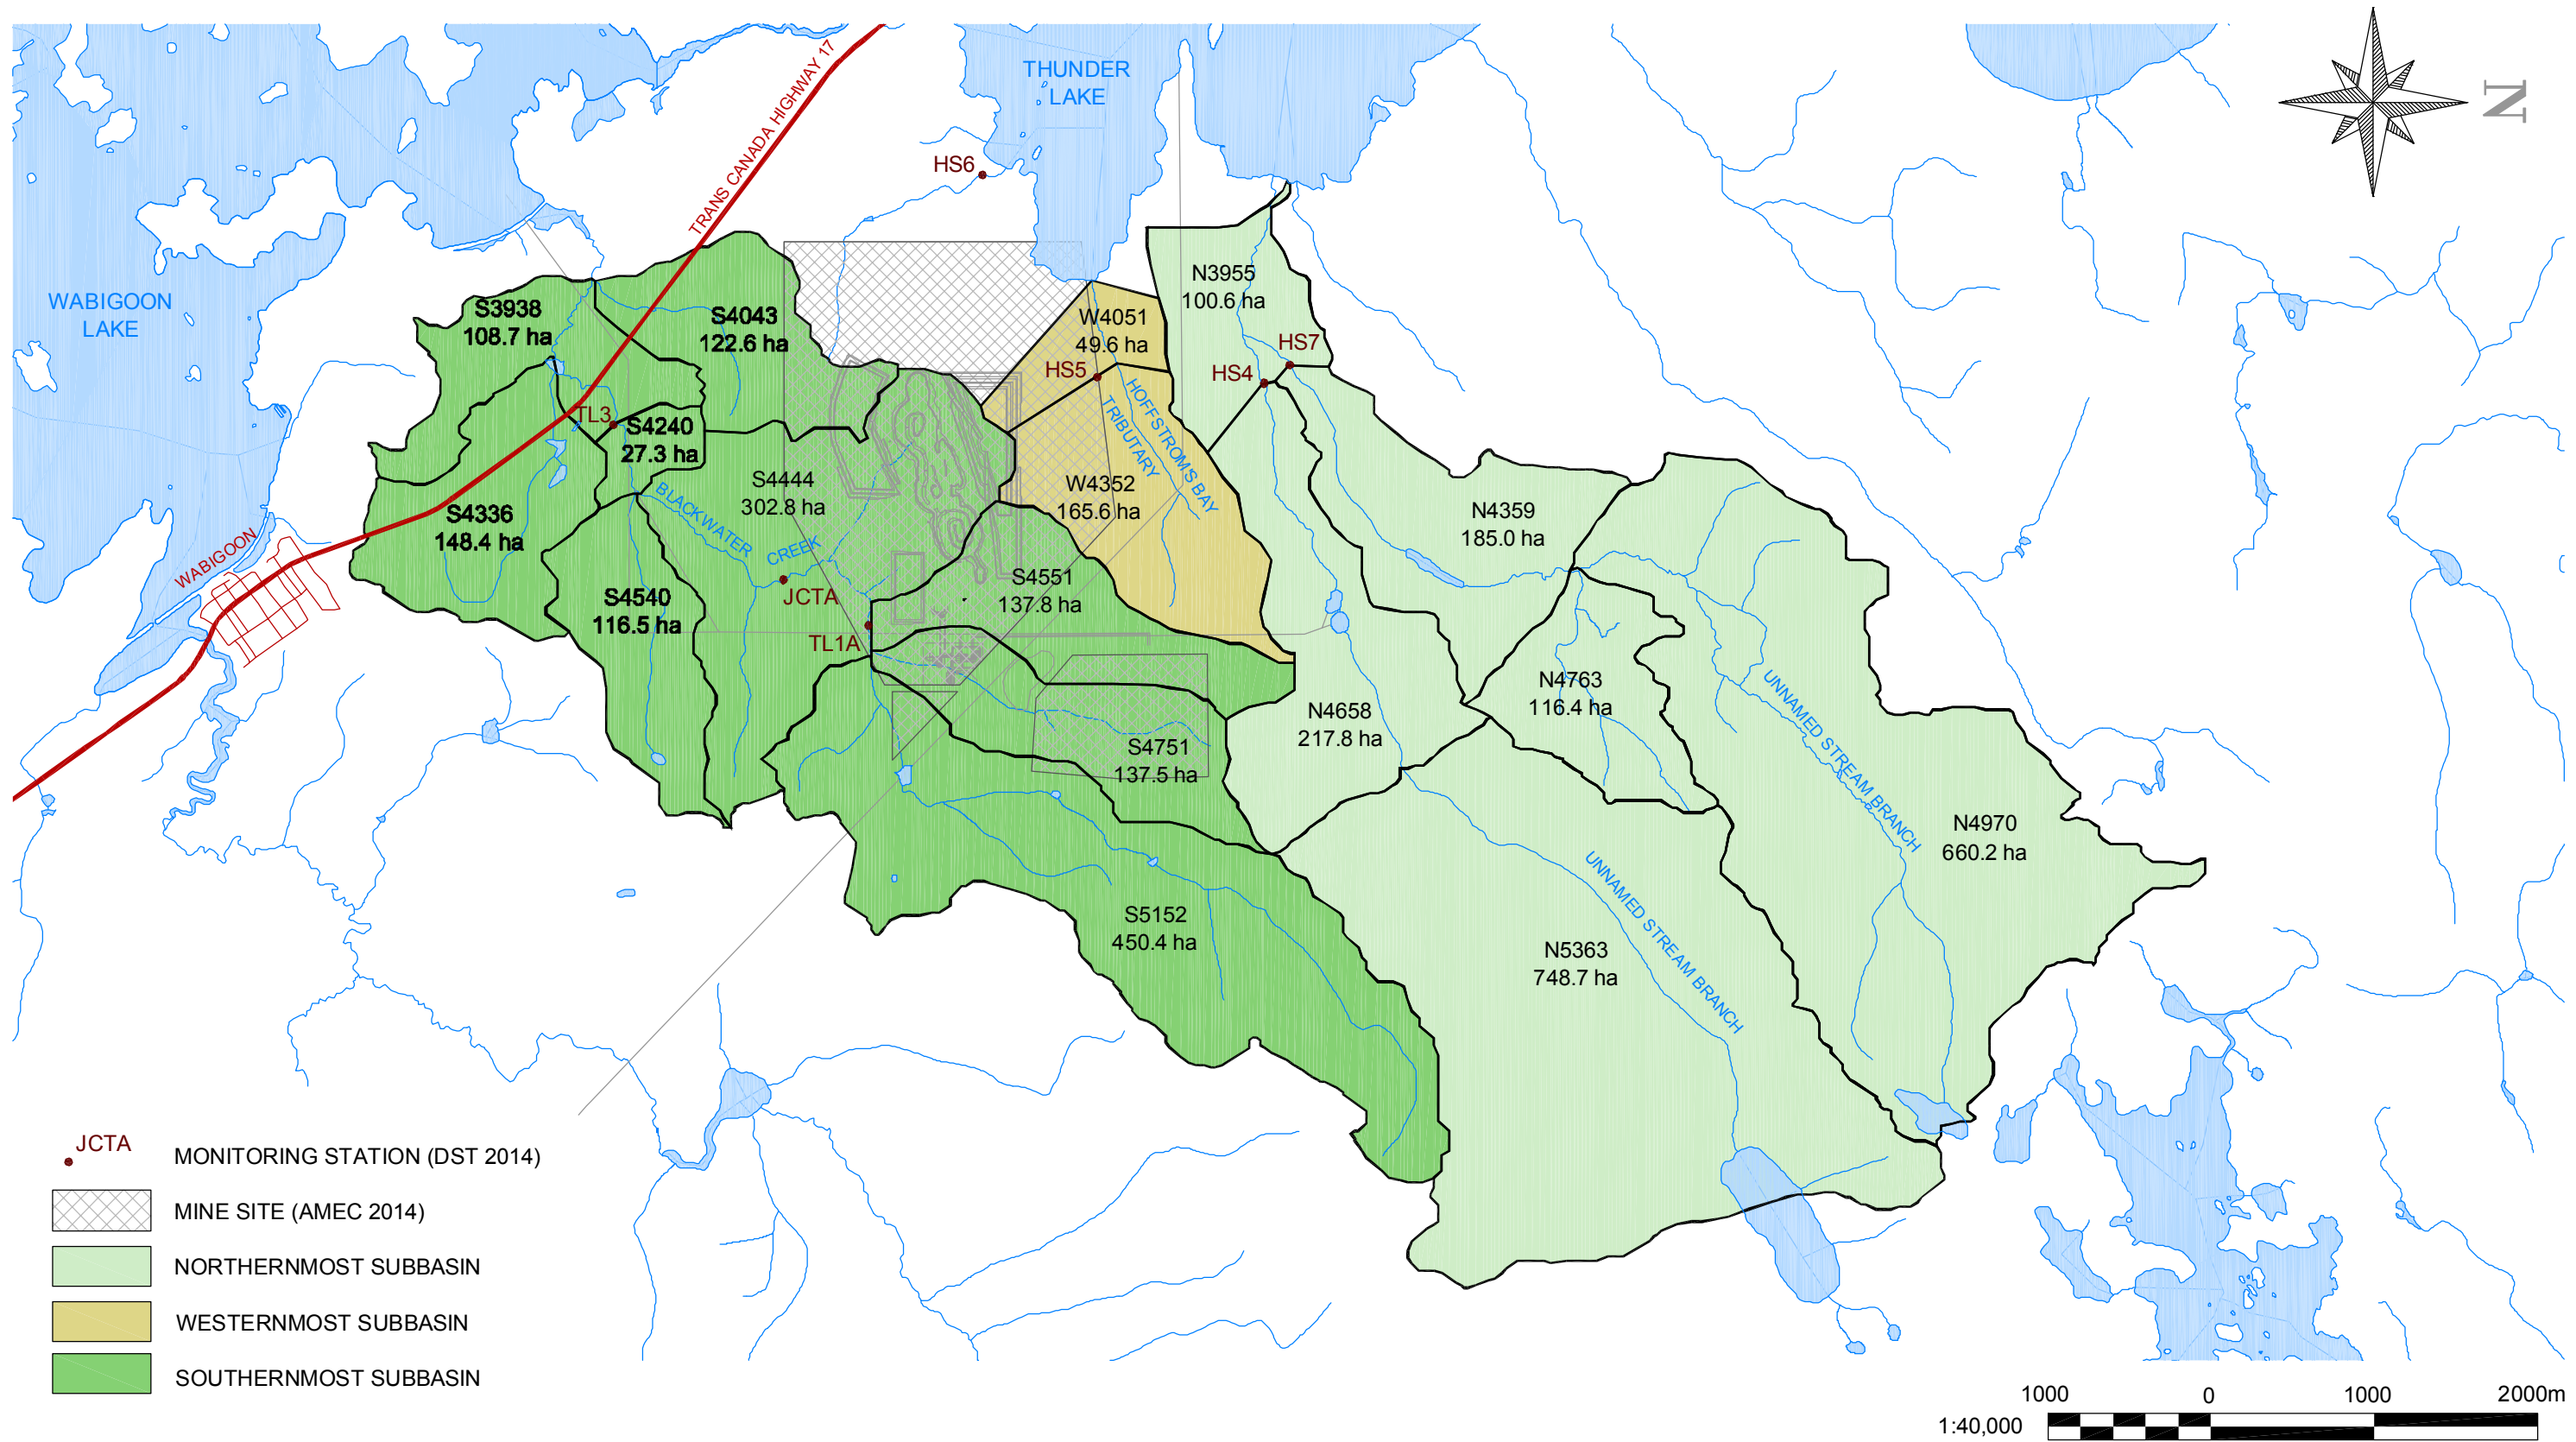 THUNDER
LAKE
N
TRANS CANADA HIGHWAY 17
HS6
WABIGOON
LAKE
S3938
108.7 ha
S4043
122.6 ha
W4051
49.6 ha
N3955
100.6 ha
HS7
HS5
HS4
HOFFSTROM'S BAY
TRIBUTARY
TL3
S4240
27.3 ha
S4444
302.8 ha
W4352
165.6 ha
N4359
185.0 ha
S4336
148.4 ha
BLACKWATER
CREEK
WABIGOON
S4540
116.5 ha
JCTA
S4551
137.8 ha
TL1A
N4763
116.4 ha
N4658
217.8 ha
S4751
137.5 ha
UNNAMED STREAM BRANCH
N4970
660.2 ha
UNNAMED STREAM BRANCH
S5152
450.4 ha
N5363
748.7 ha
JCTA
MONITORING STATION (DST 2014)
MINE SITE (AMEC 2014)
NORTHERNMOST SUBBASIN
WESTERNMOST SUBBASIN
SOUTHERNMOST SUBBASIN
1000 0 1000 2000m
1:40,000